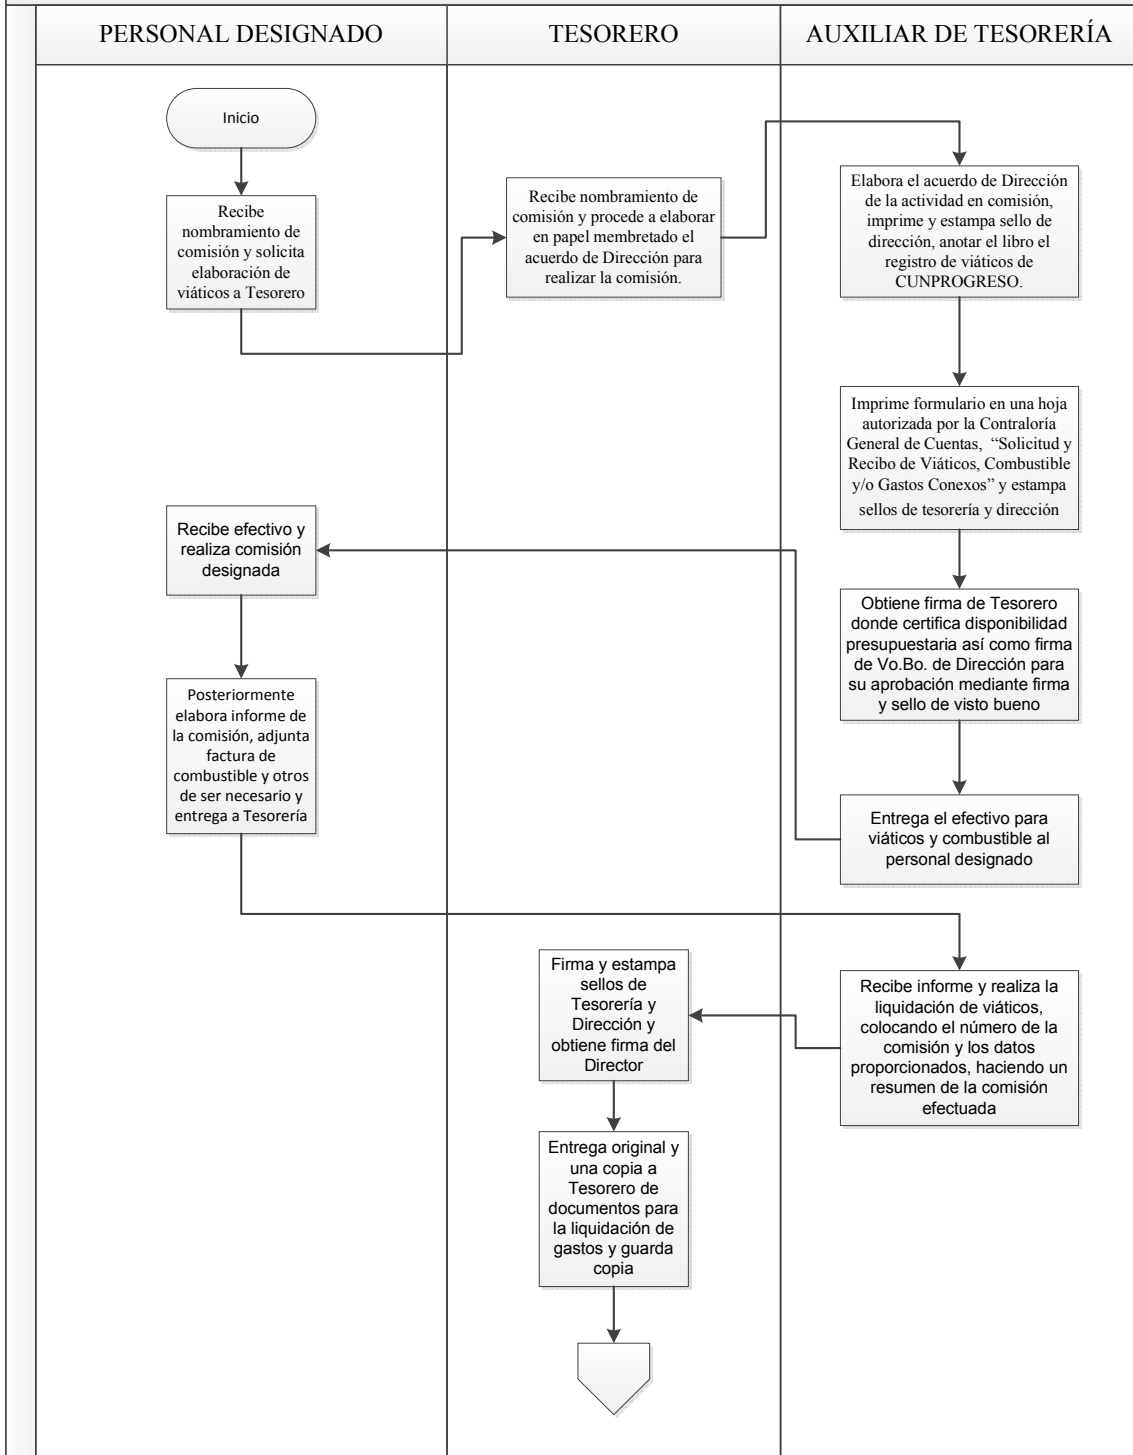 PERSONAL DESIGNADO
TESORERO
AUXILIAR DE TESORERÍA
Inicio
Recibe
nombramiento de
comisión y solicita
elaboración de
viáticos a Tesorero
Recibe nombramiento de
comisión y procede a elaborar
en papel membretado el
acuerdo de Dirección para
realizar la comisión.
Elabora el acuerdo de Dirección
de la actividad en comisión,
imprime y estampa sello de
dirección, anotar el libro el
registro de viáticos de
CUNPROGRESO.
Imprime formulario en una hoja
autorizada por la Contraloría
General de Cuentas, “Solicitud y
Recibo de Viáticos, Combustible
y/o Gastos Conexos” y estampa
sellos de tesorería y dirección
Obtiene firma de Tesorero
donde certifica disponibilidad
presupuestaria así como firma
de Vo.Bo. de Dirección para
su aprobación mediante firma
y sello de visto bueno
Entrega el efectivo para
viáticos y combustible al
personal designado
Recibe efectivo y
realiza comisión
designada
Posteriormente
elabora informe de
la comisión, adjunta
factura de
combustible y otros
de ser necesario y
entrega a Tesorería
Recibe informe y realiza la
liquidación de viáticos,
colocando el número de la
comisión y los datos
proporcionados, haciendo un
resumen de la comisión
efectuada
Firma y estampa
sellos de
Tesorería y
Dirección y
obtiene firma del
Director
Entrega original y
una copia a
Tesorero de
documentos para
la liquidación de
gastos y guarda
copia